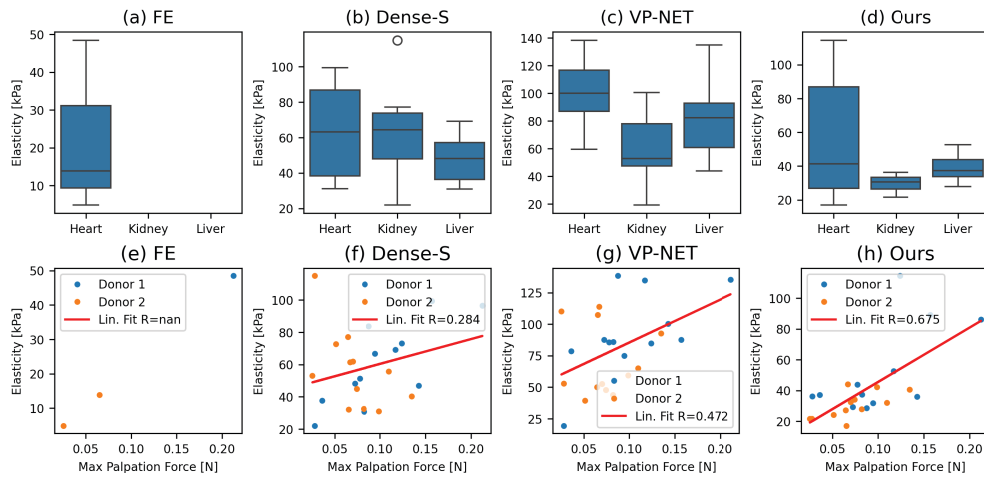 (a) FE
(b) Dense-S
(c) VP-NET
(d) Ours
Elasticity [kPa]
50
40
30
20
10
Heart
Kidney
Liver
Elasticity [kPa]
100
80
60
40
20
Heart
Kidney
Liver
Elasticity [kPa]
140
120
100
80
60
40
20
Heart
Kidney
Liver
Elasticity [kPa]
100
80
60
40
20
Heart
Kidney
Liver
(e) FE
(f) Dense-S
(g) VP-NET
(h) Ours
Elasticity [kPa]
50
40
30
20
10
Donor 1
Donor 2
Lin. Fit R=nan
0.05
0.10
0.15
0.20
Max Palpation Force [N]
Elasticity [kPa]
100
80
60
40
20
Donor 1
Donor 2
Lin. Fit R=0.284
0.05
0.10
0.15
0.20
Max Palpation Force [N]
Elasticity [kPa]
125
100
75
50
25
Donor 1
Donor 2
Lin. Fit R=0.472
0.05
0.10
0.15
0.20
Max Palpation Force [N]
Elasticity [kPa]
100
80
60
40
20
Donor 1
Donor 2
Lin. Fit R=0.675
0.05
0.10
0.15
0.20
Max Palpation Force [N]